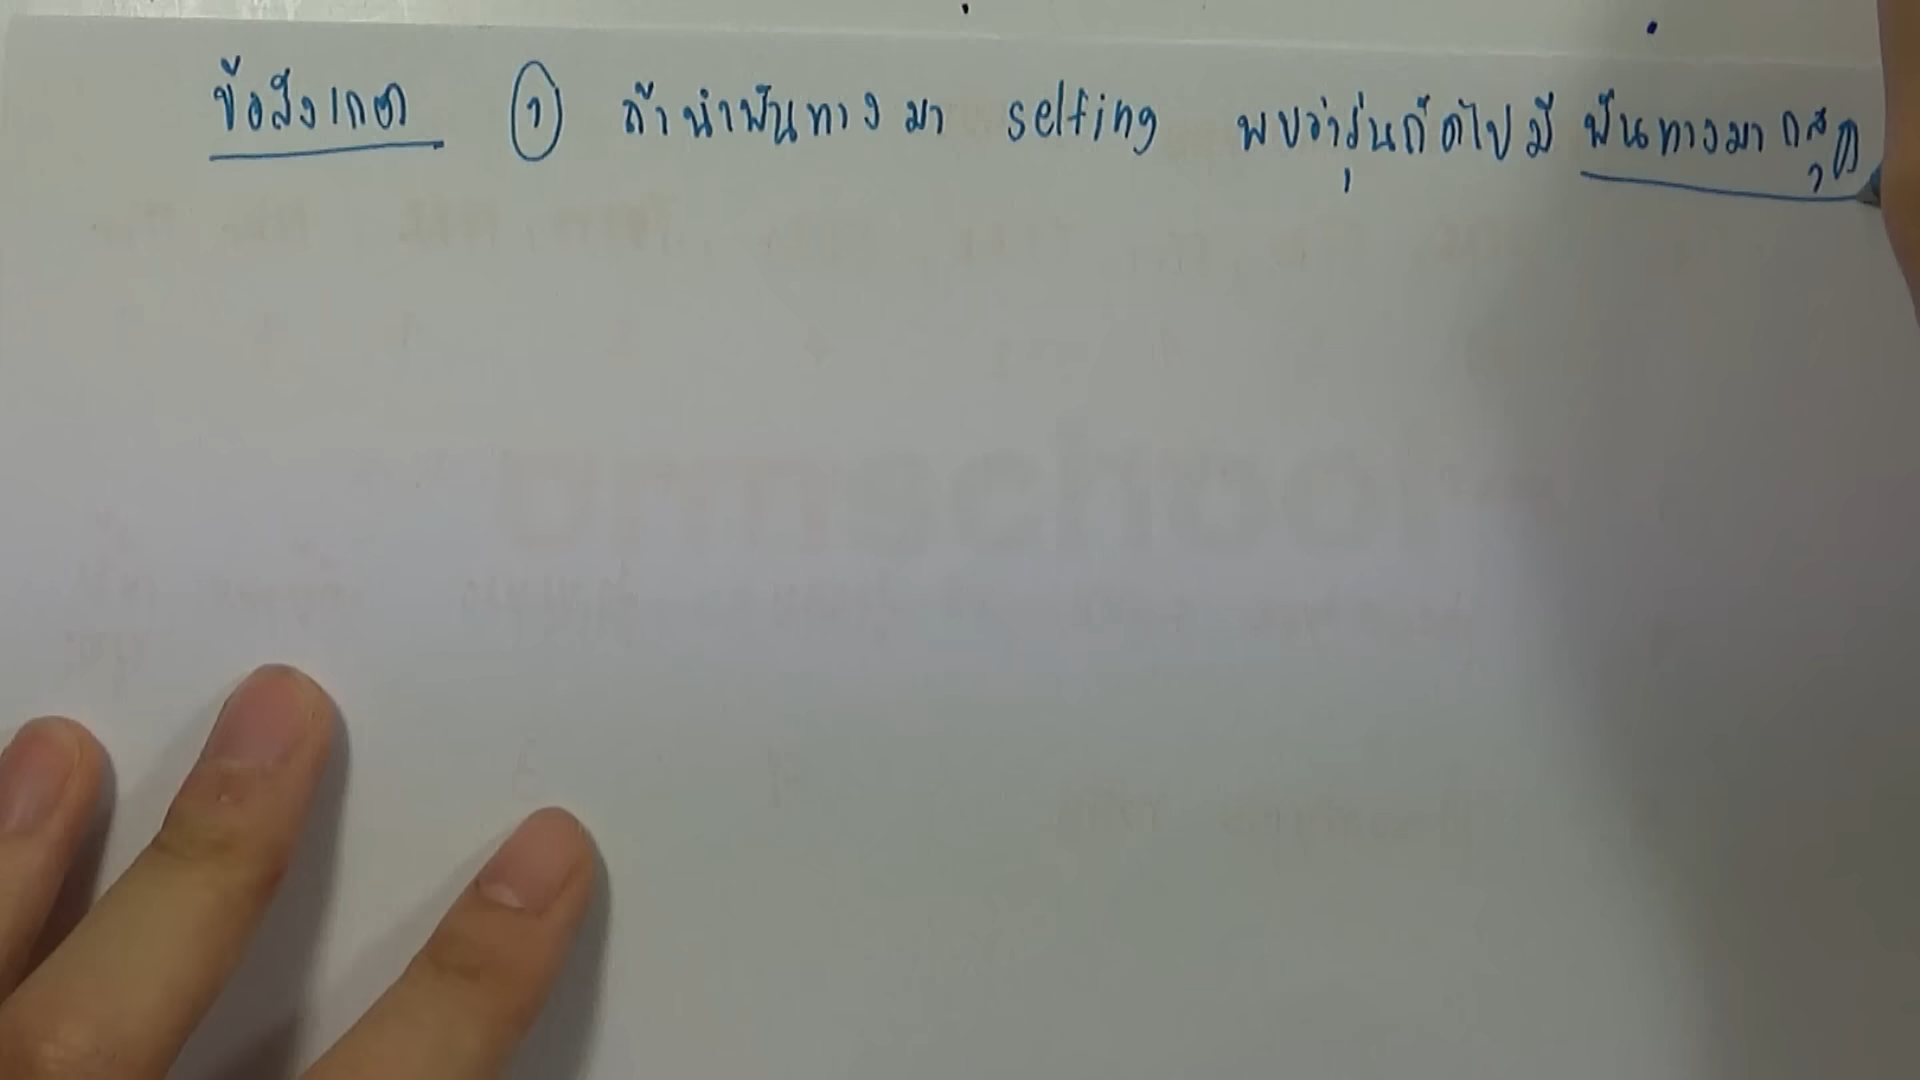 ข้อสังเกต ① ถ้านำพันทางมา selfing พบว่ารุ่นถัดไปมี พันทางมากสุด